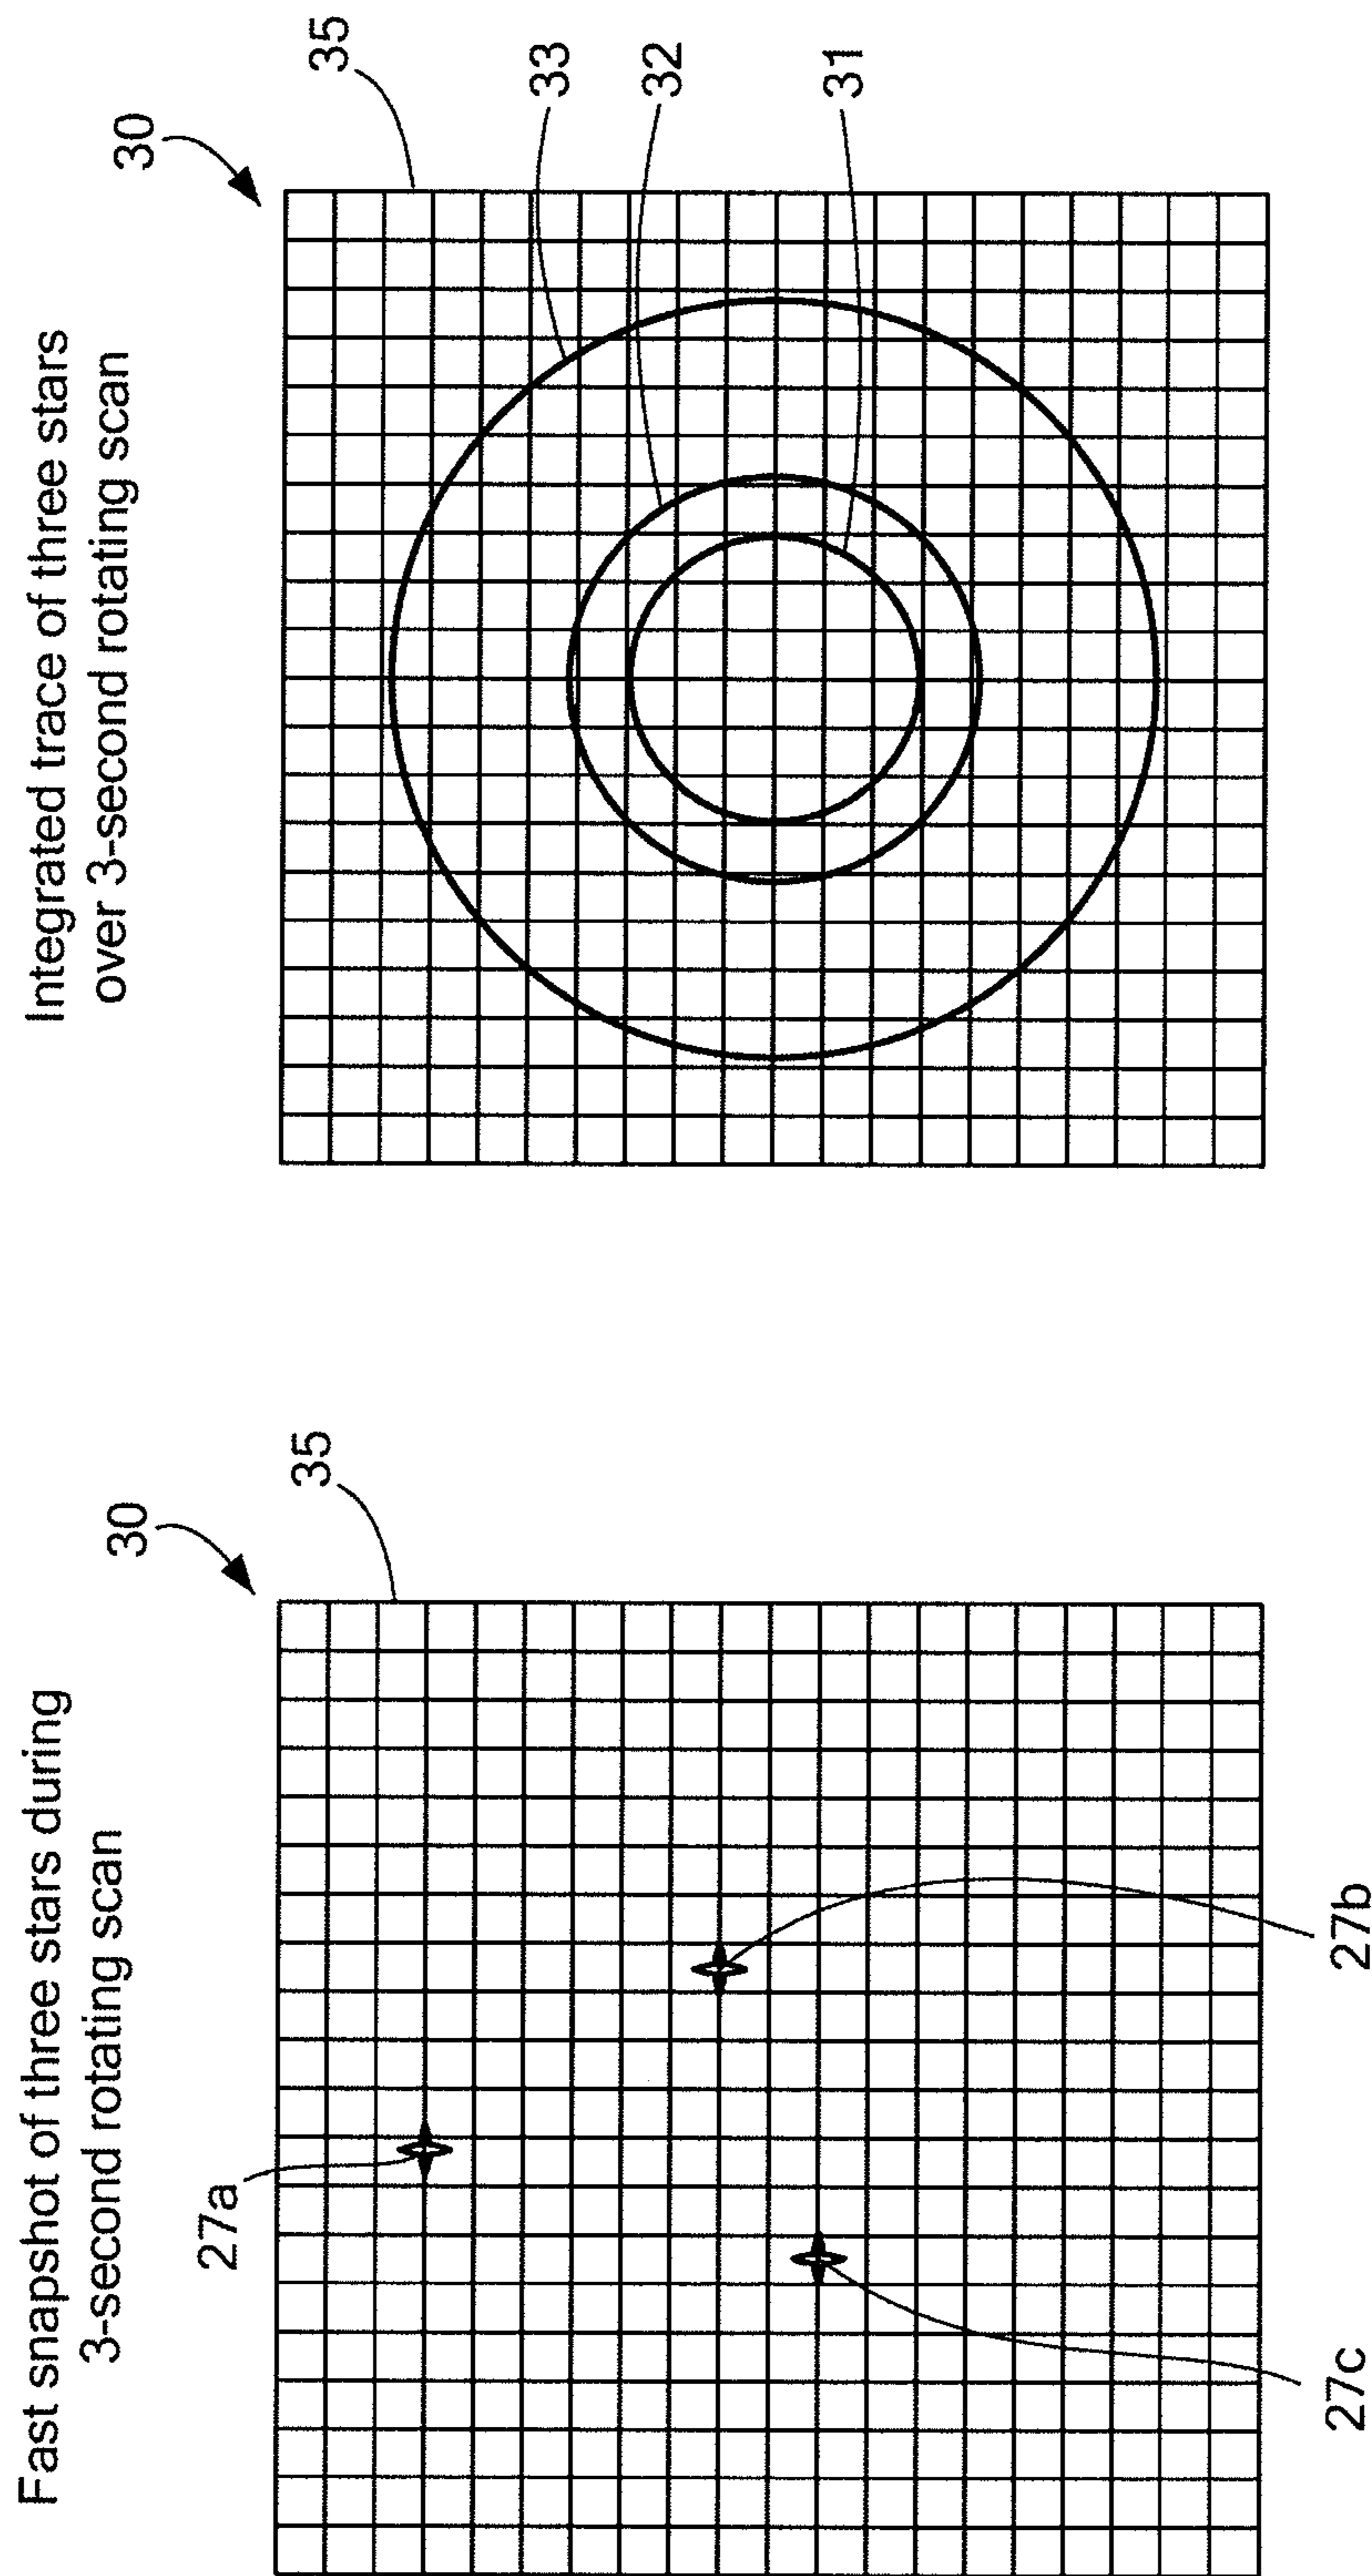 Fast snapshot of three stars during
3-second rotating scan
30
35
27a
27b
27c
Integrated trace of three stars
over 3-second rotating scan
30
35
33
32
31